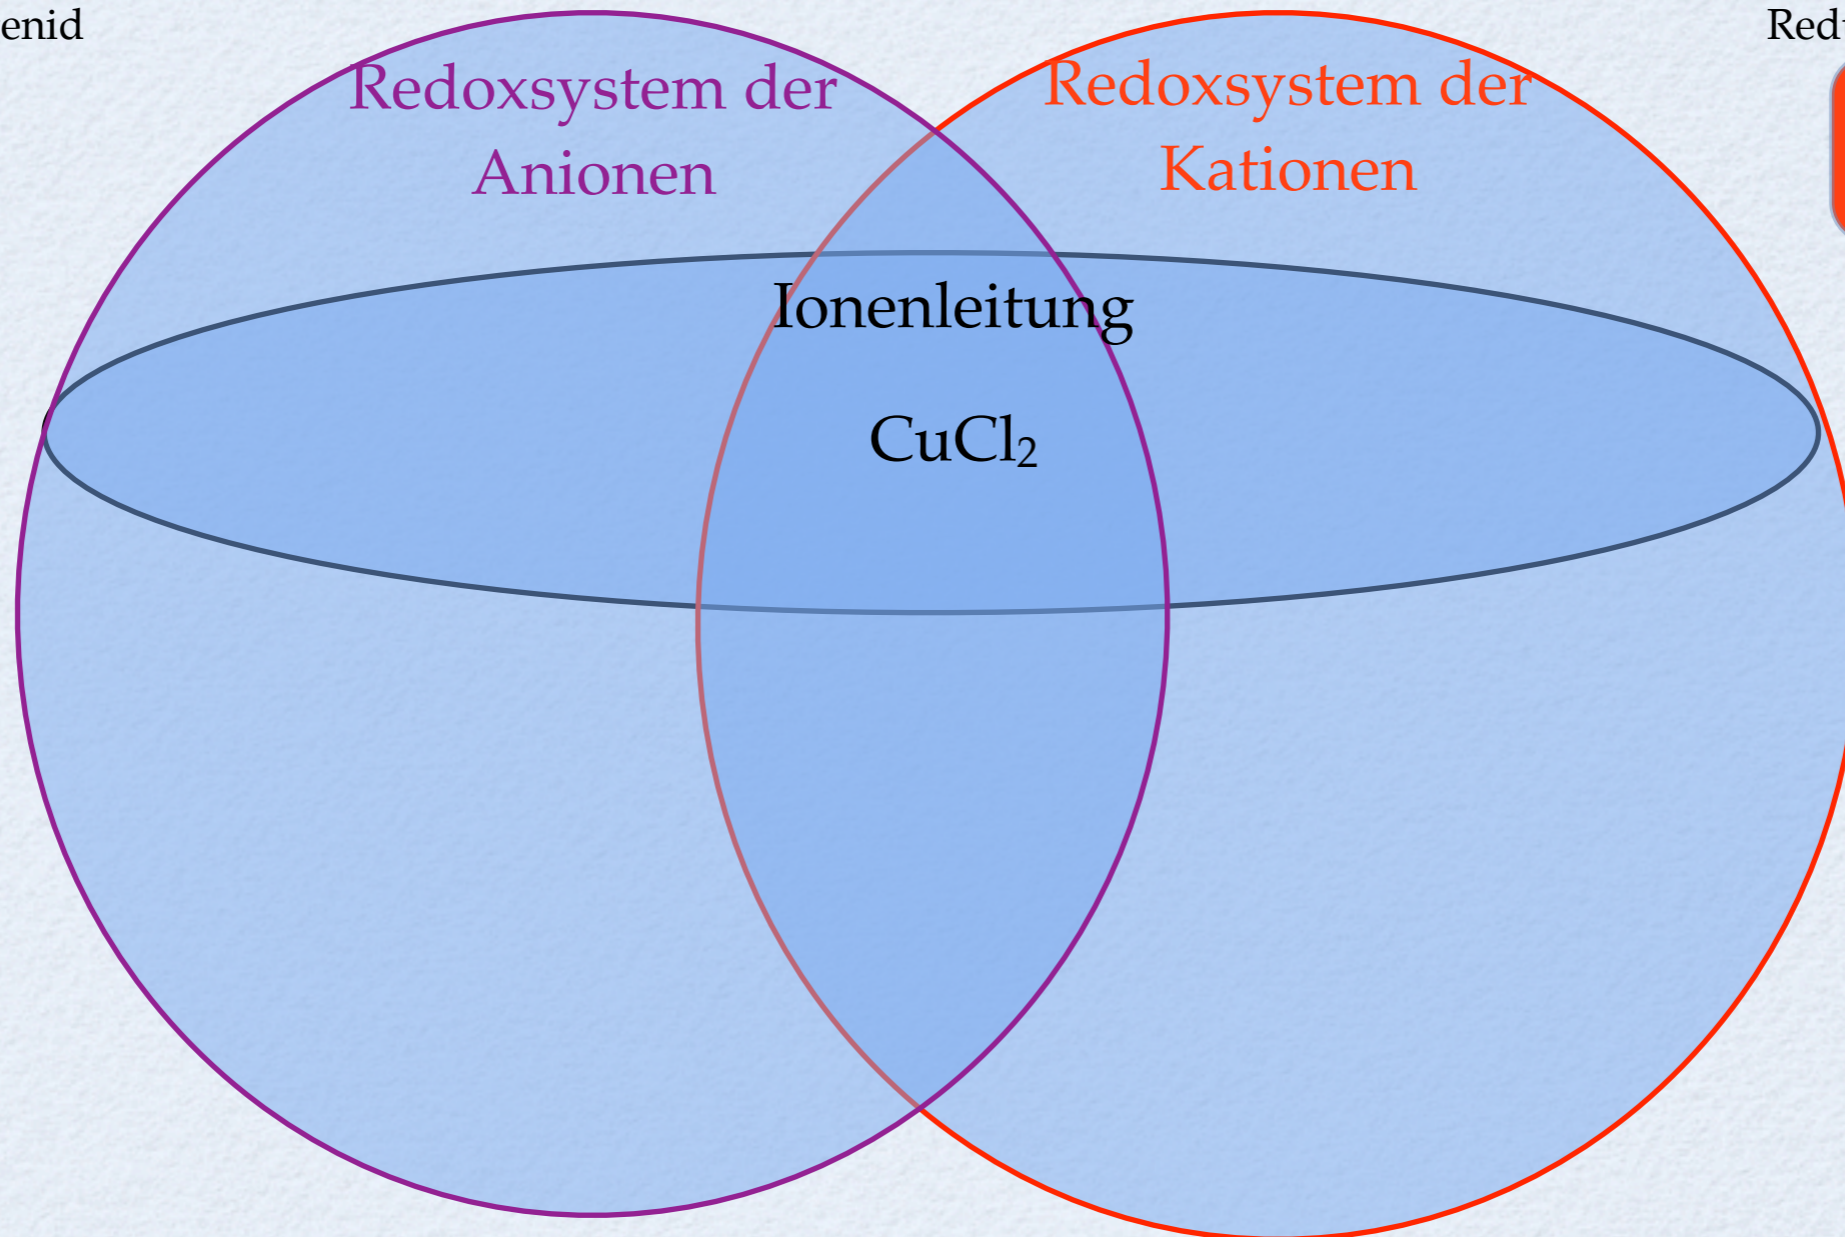 enid
Red
Redoxsystem der
Anionen
Redoxsystem der
Kationen
Ionenleitung
CuCl₂